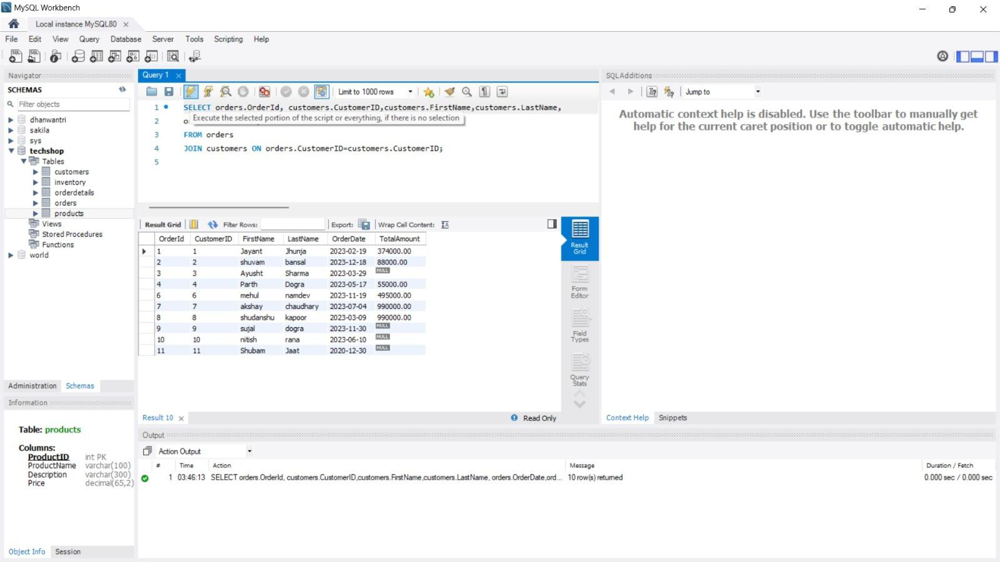 MySQL Workbench
Local instance MySQL80
File Edit View Query Database Server Tools Scripting Help
Navigator
SCHEMAS
Filter objects
dhanwantri
sakila
sys
techshop
Tables
customers
inventory
orderdetails
orders
products
Views
Stored Procedures
Functions
world
Administration Schemas
Information
Table: products
Columns:
ProductID int PK
ProductName varchar(100)
Description varchar(300)
Price decimal(65,2)
Object Info Session
Query 1
Limit to 1000 rows
1 SELECT orders.OrderId, customers.CustomerID,customers.FirstName,customers.LastName,
Execute the selected portion of the script or everything, if there is no selection
2 o
3 FROM orders
4 JOIN customers ON orders.CustomerID=customers.CustomerID;
5
Result Grid Filter Rows: Export: Wrap Cell Content:
OrderId CustomerID FirstName LastName OrderDate TotalAmount
1 1 Jayant Jhunja 2023-02-19 374000.00
2 2 shuvam bansal 2023-12-18 88000.00
3 3 Ayusht Sharma 2023-03-29 NULL
4 4 Parth Dogra 2023-05-17 55000.00
6 6 mehul namdev 2023-11-19 495000.00
7 7 akshay chaudhary 2023-07-04 990000.00
8 8 shudanshu kapoor 2023-03-09 990000.00
9 9 sujal dogra 2023-11-30 NULL
10 10 nitish rana 2023-06-10 NULL
11 11 Shubam Jaat 2020-12-30 NULL
Result Grid
Form Editor
Field Types
Query Stats
Result 10 Read Only
SQLAdditions
Jump to
Automatic context help is disabled. Use the toolbar to manually get
help for the current caret position or to toggle automatic help.
Context Help Snippets
Output
Action Output
# Time Action Message Duration / Fetch
1 03:46:13 SELECT orders.OrderId, customers.CustomerID,customers.FirstName,customers.LastName, orders.OrderDate,ord... 10 row(s) returned 0.000 sec / 0.000 sec